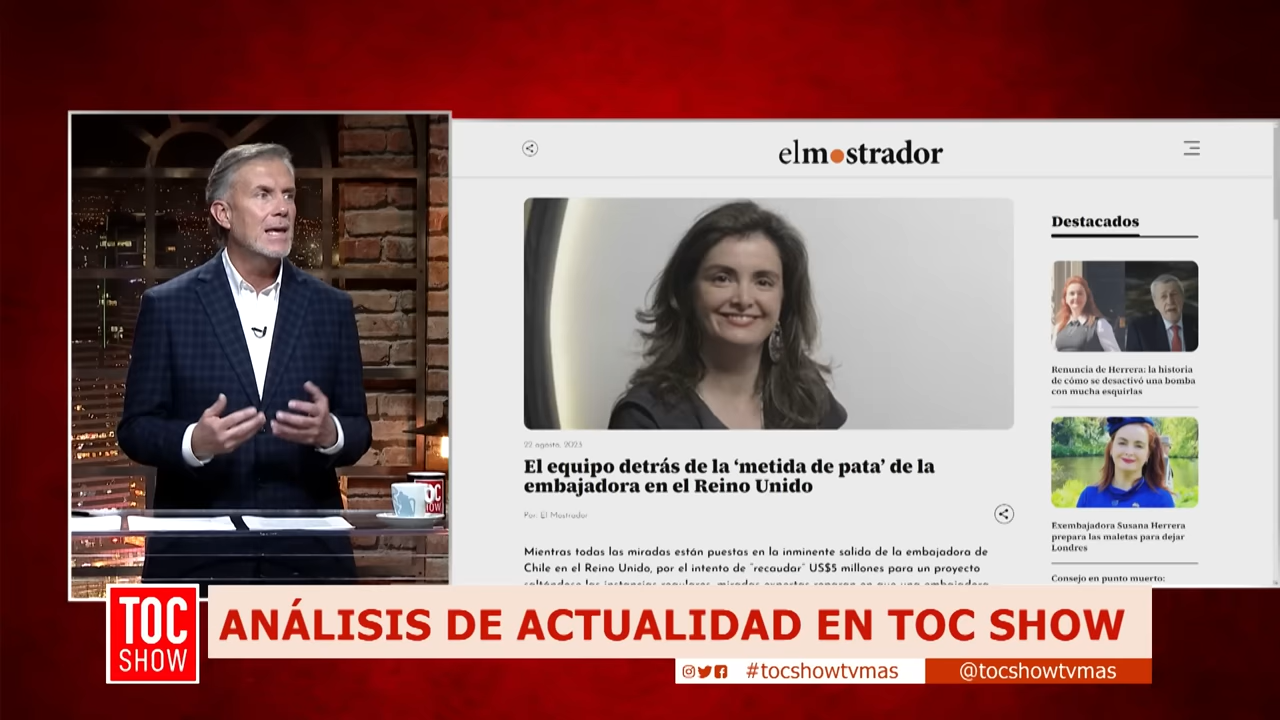 elmostrador
Destacados
Renuncia de Herrera: la historia
de cómo se desactivó una bomba
con mucha esquirlas
22 agosto, 2023
El equipo detrás de la ‘metida de pata’ de la
embajadora en el Reino Unido
Por: El Mostrador
Mientras todas las miradas están puestas en la inminente salida de la embajadora de
Chile en el Reino Unido, por el intento de “recaudar” US$5 millones para un proyecto
Exembajadora Susana Herrera
prepara las maletas para dejar
Londres
Consejo en punto muerto:
TOC
SHOW
TOC
SHOW
ANÁLISIS DE ACTUALIDAD EN TOC SHOW
#tocshowtvmas
@tocshowtvmas